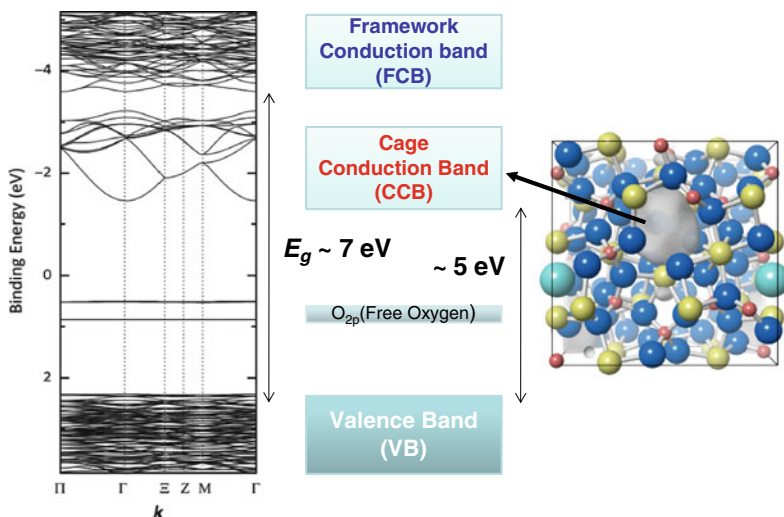 −4
−2
0
2
Binding Energy (eV)
Π Γ Ξ Z M Γ
k
Framework
Conduction band
(FCB)
Cage
Conduction Band
(CCB)
E_g ~ 7 eV
~ 5 eV
O₂ₚ(Free Oxygen)
Valence Band
(VB)